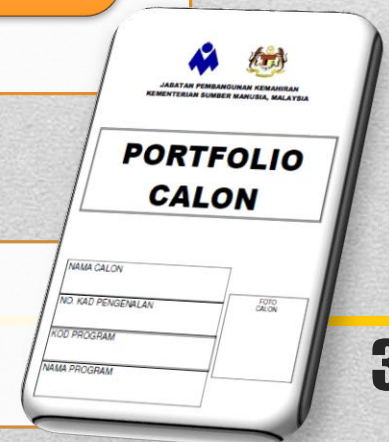 JABATAN PEMBANGUNAN KEMAHIRAN
KEMENTERIAN SUMBER MANUSIA, MALAYSIA
PORTFOLIO
CALON
NAMA CALON
NO. KAD PENGENALAN
KOD PROGRAM
NAMA PROGRAM
FOTO
CALON
3